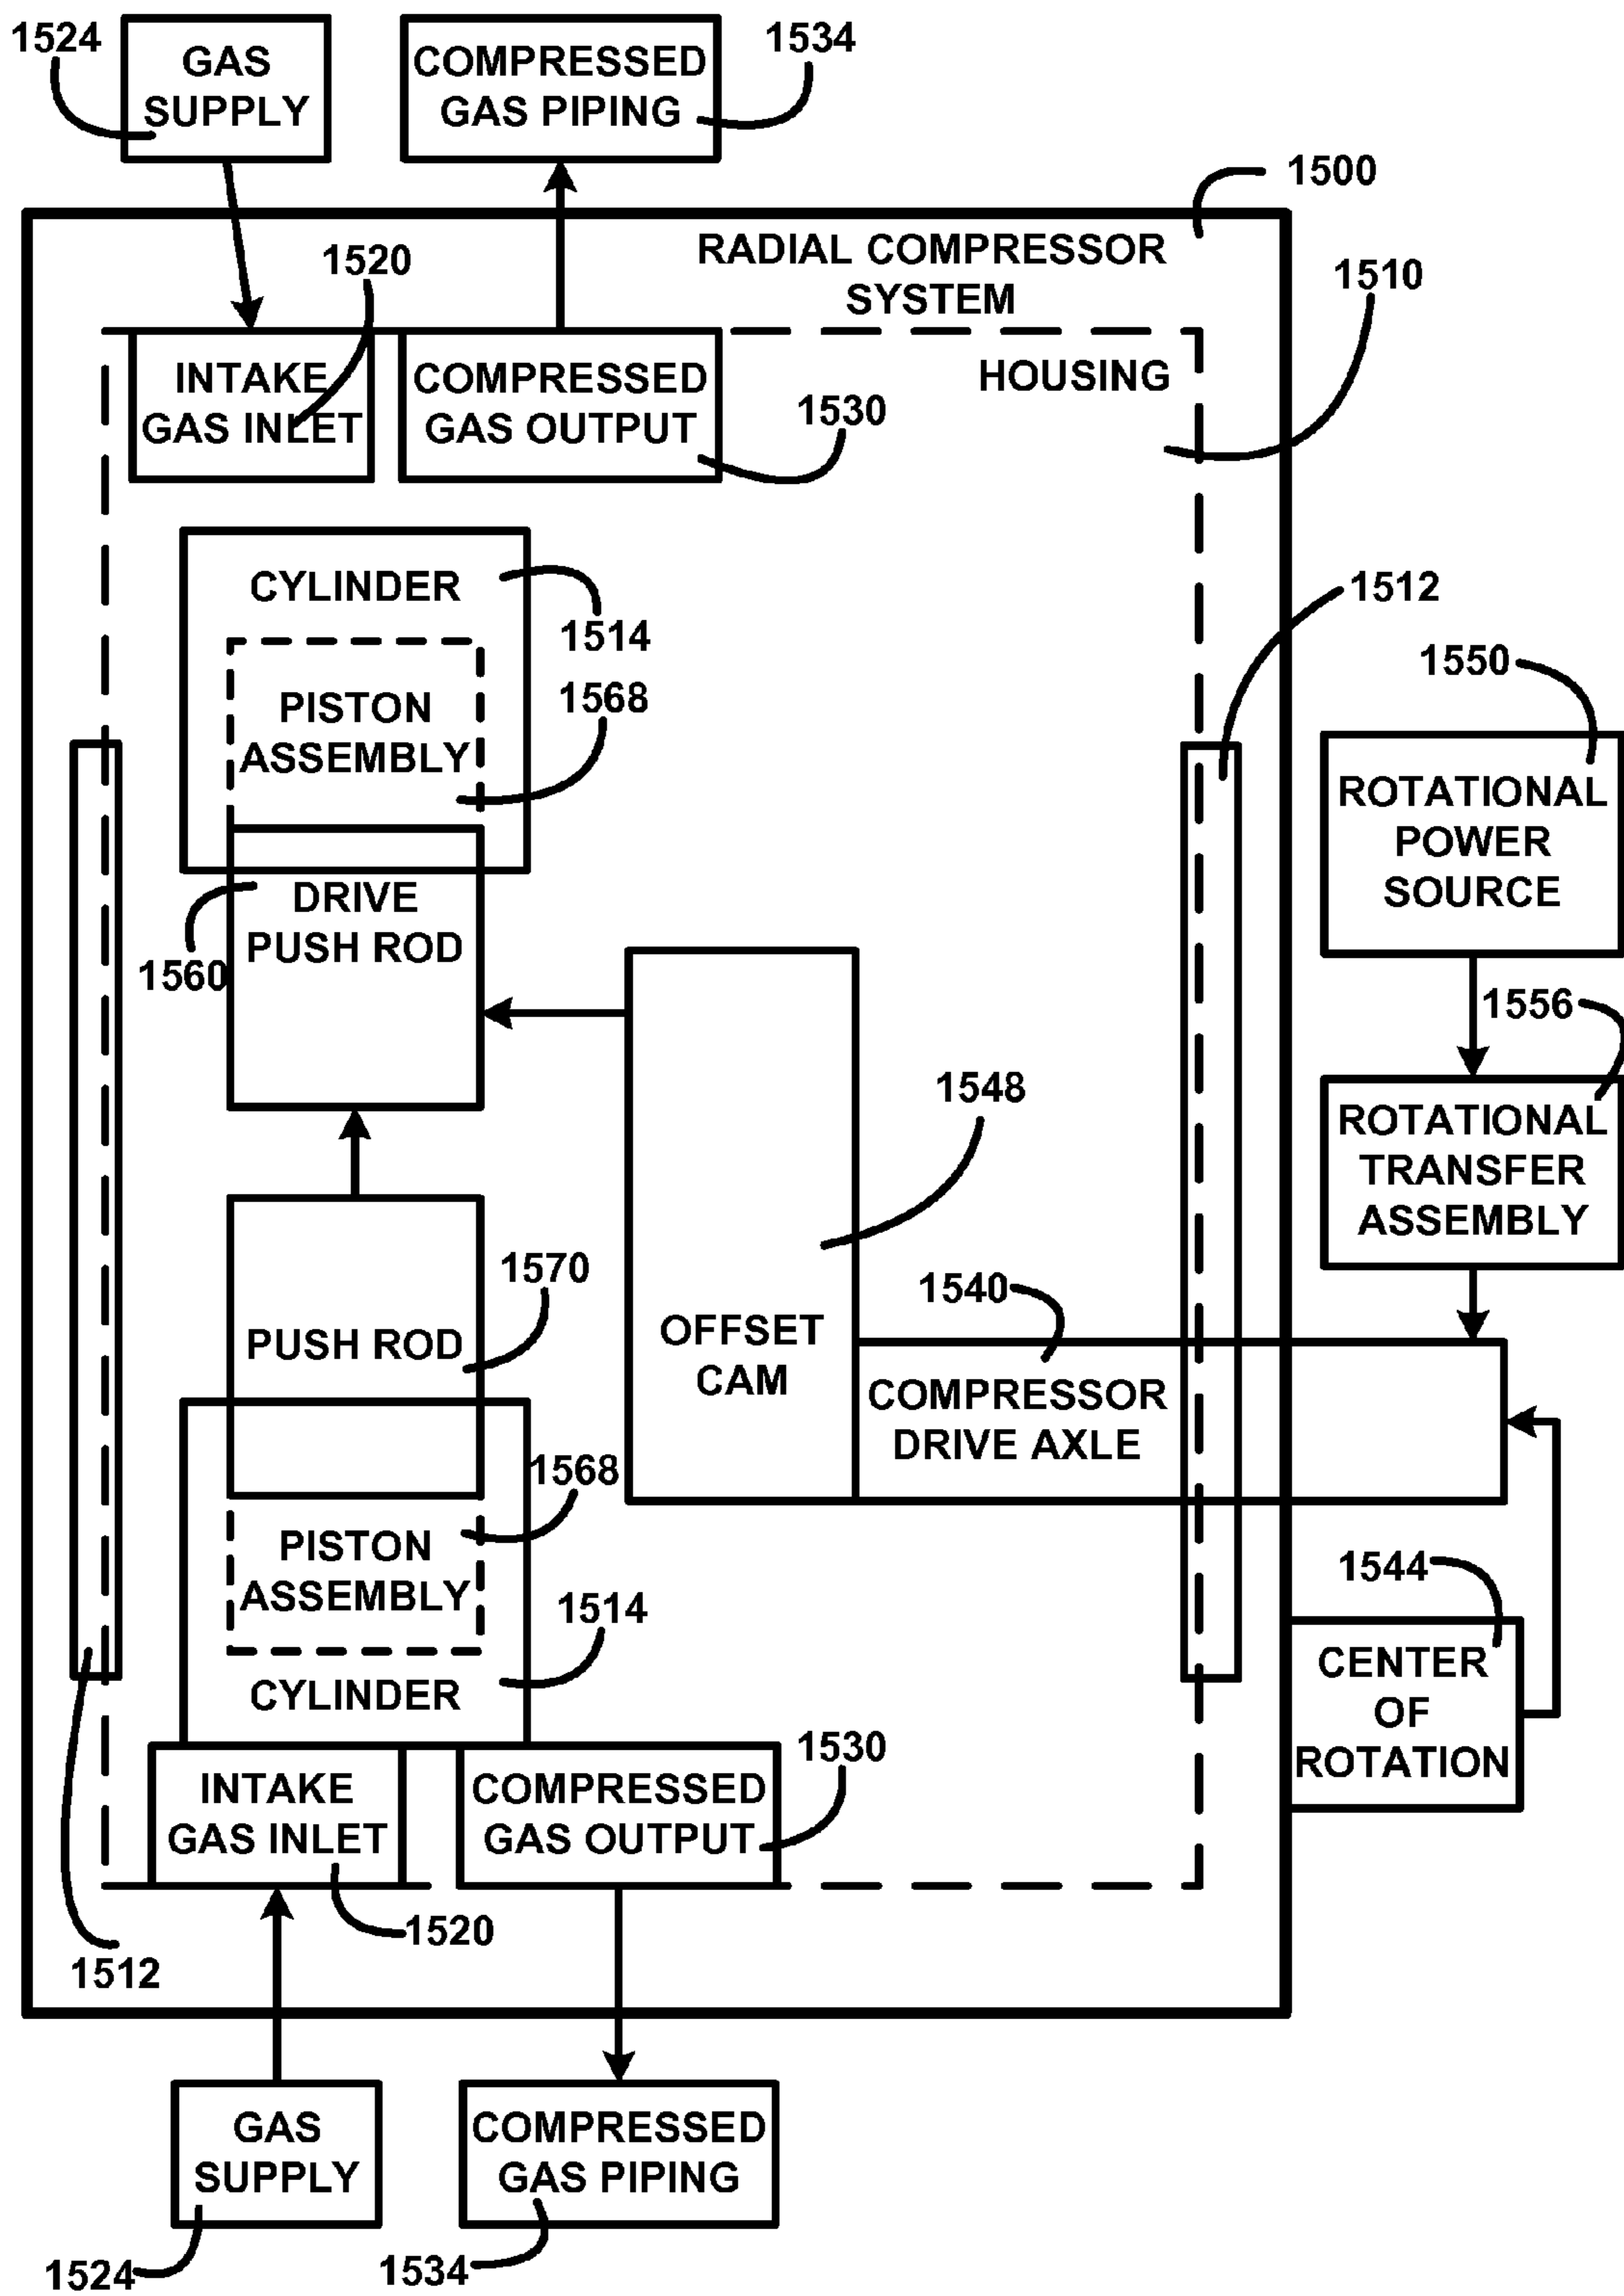 1524
GAS
SUPPLY
COMPRESSED
GAS PIPING
1534
1500
RADIAL COMPRESSOR
SYSTEM
1520
1510
INTAKE
GAS INLET
COMPRESSED
GAS OUTPUT
HOUSING
1530
CYLINDER
1514
1512
PISTON
ASSEMBLY
1568
1550
ROTATIONAL
POWER
SOURCE
DRIVE
PUSH ROD
1560
1556
1548
ROTATIONAL
TRANSFER
ASSEMBLY
1570
1540
PUSH ROD
OFFSET
CAM
COMPRESSOR
DRIVE AXLE
1568
PISTON
ASSEMBLY
1544
1514
CENTER
OF
ROTATION
CYLINDER
1530
INTAKE
GAS INLET
COMPRESSED
GAS OUTPUT
1520
1512
GAS
SUPPLY
COMPRESSED
GAS PIPING
1524
1534